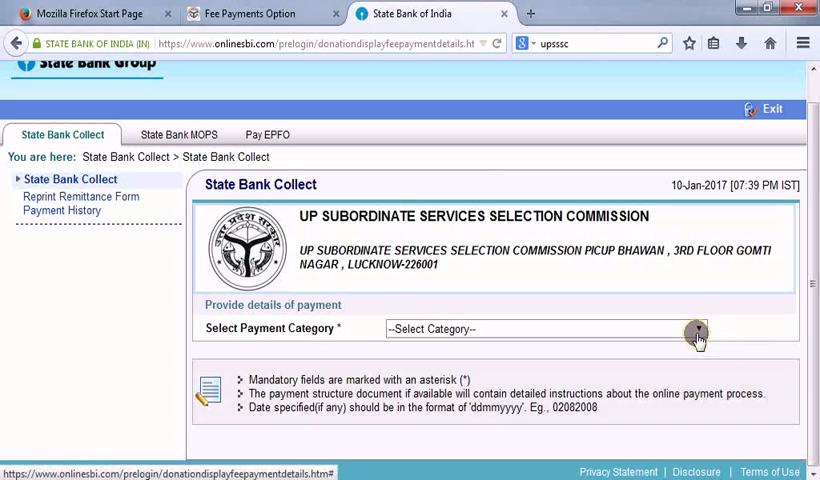 Mozilla Firefox Start Page × Fee Payments Option × State Bank of India × +
STATE BANK OF INDIA (IN) https://www.onlinesbi.com/prelogin/donationdisplayfeepaymentdetails.ht upsssc
State Bank Group
Exit
State Bank Collect State Bank MOPS Pay EPFO
You are here: State Bank Collect > State Bank Collect
State Bank Collect
Reprint Remittance Form
Payment History
State Bank Collect 10-Jan-2017 [07:39 PM IST]
UP SUBORDINATE SERVICES SELECTION COMMISSION
UP SUBORDINATE SERVICES SELECTION COMMISSION PICUP BHAWAN , 3RD FLOOR GOMTI
NAGAR , LUCKNOW-226001
Provide details of payment
Select Payment Category * --Select Category--
Mandatory fields are marked with an asterisk (*)
The payment structure document if available will contain detailed instructions about the online payment process.
Date specified(if any) should be in the format of 'ddmmyyyy'. Eg., 02082008
https://www.onlinesbi.com/prelogin/donationdisplayfeepaymentdetails.htm#
Privacy Statement | Disclosure | Terms of Use